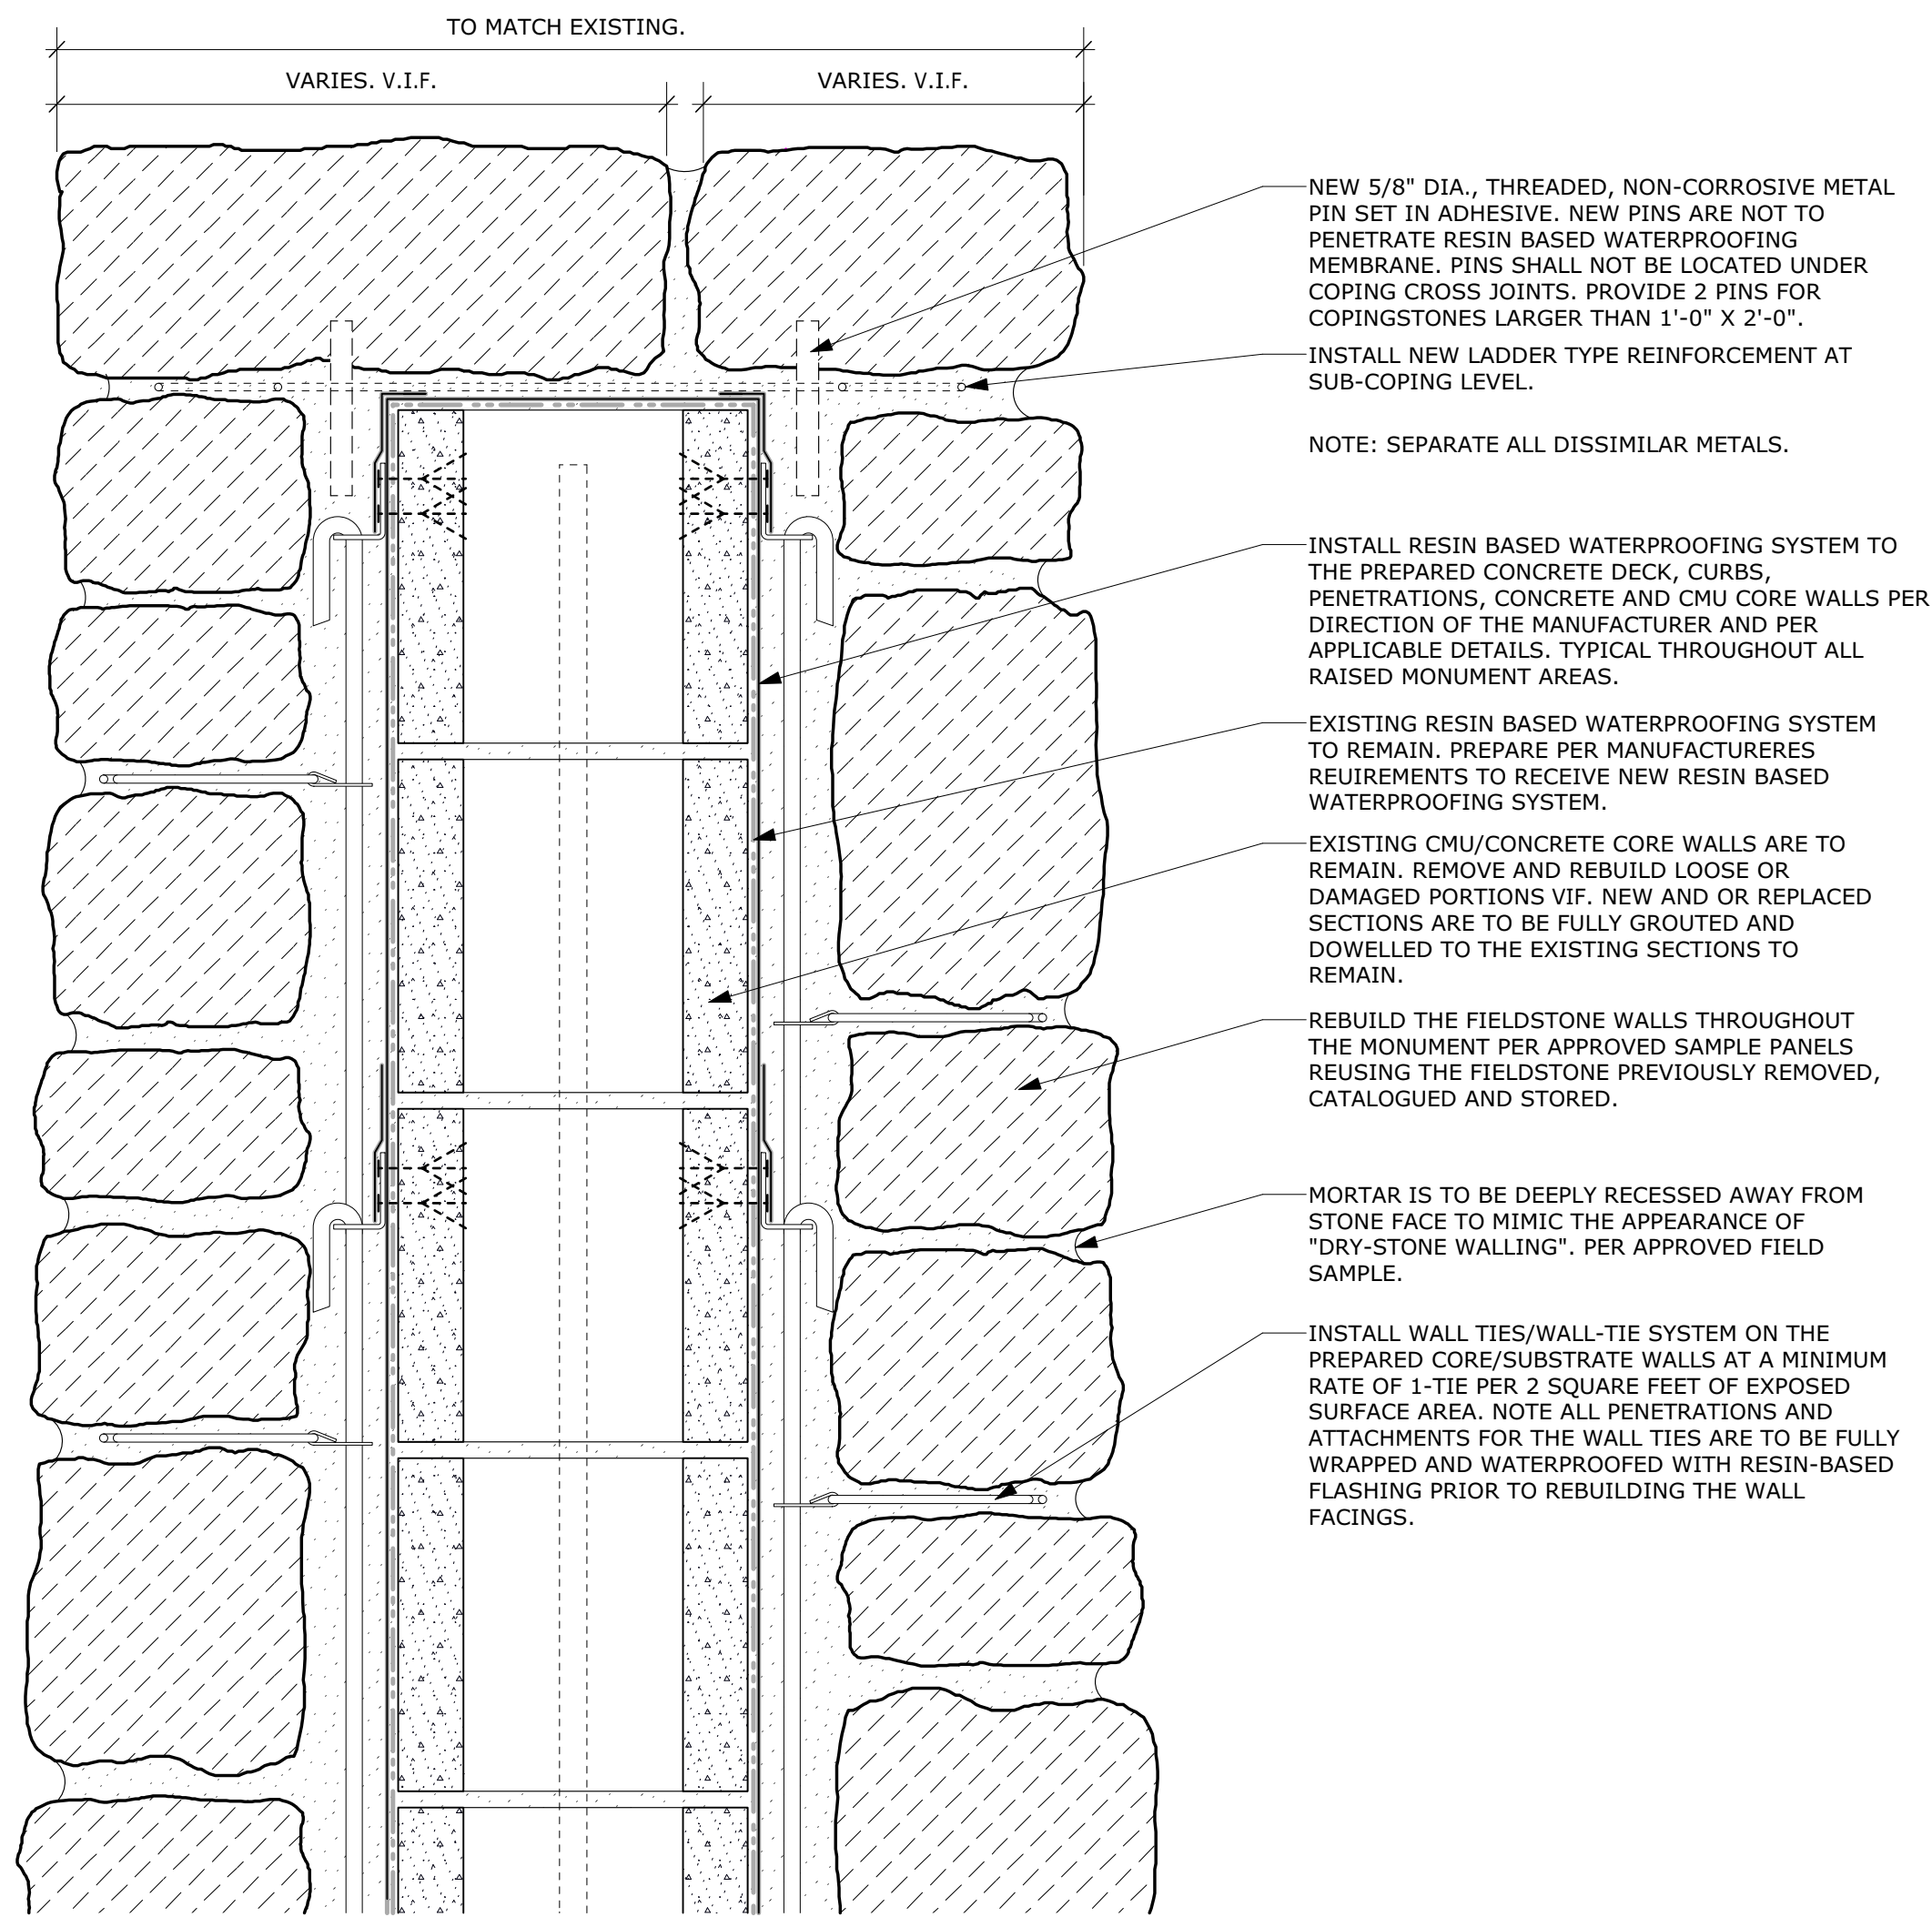 TO MATCH EXISTING.
VARIES. V.I.F.
VARIES. V.I.F.
NEW 5/8" DIA., THREADED, NON-CORROSIVE METAL
PIN SET IN ADHESIVE. NEW PINS ARE NOT TO
PENETRATE RESIN BASED WATERPROOFING
MEMBRANE. PINS SHALL NOT BE LOCATED UNDER
COPING CROSS JOINTS. PROVIDE 2 PINS FOR
COPINGSTONES LARGER THAN 1'-0" X 2'-0".
INSTALL NEW LADDER TYPE REINFORCEMENT AT
SUB-COPING LEVEL.
NOTE: SEPARATE ALL DISSIMILAR METALS.
INSTALL RESIN BASED WATERPROOFING SYSTEM TO
THE PREPARED CONCRETE DECK, CURBS,
PENETRATIONS, CONCRETE AND CMU CORE WALLS PER
DIRECTION OF THE MANUFACTURER AND PER
APPLICABLE DETAILS. TYPICAL THROUGHOUT ALL
RAISED MONUMENT AREAS.
EXISTING RESIN BASED WATERPROOFING SYSTEM
TO REMAIN. PREPARE PER MANUFACTURERES
REUIREMENTS TO RECEIVE NEW RESIN BASED
WATERPROOFING SYSTEM.
EXISTING CMU/CONCRETE CORE WALLS ARE TO
REMAIN. REMOVE AND REBUILD LOOSE OR
DAMAGED PORTIONS VIF. NEW AND OR REPLACED
SECTIONS ARE TO BE FULLY GROUTED AND
DOWELLED TO THE EXISTING SECTIONS TO
REMAIN.
REBUILD THE FIELDSTONE WALLS THROUGHOUT
THE MONUMENT PER APPROVED SAMPLE PANELS
REUSING THE FIELDSTONE PREVIOUSLY REMOVED,
CATALOGUED AND STORED.
MORTAR IS TO BE DEEPLY RECESSED AWAY FROM
STONE FACE TO MIMIC THE APPEARANCE OF
"DRY-STONE WALLING". PER APPROVED FIELD
SAMPLE.
INSTALL WALL TIES/WALL-TIE SYSTEM ON THE
PREPARED CORE/SUBSTRATE WALLS AT A MINIMUM
RATE OF 1-TIE PER 2 SQUARE FEET OF EXPOSED
SURFACE AREA. NOTE ALL PENETRATIONS AND
ATTACHMENTS FOR THE WALL TIES ARE TO BE FULLY
WRAPPED AND WATERPROOFED WITH RESIN-BASED
FLASHING PRIOR TO REBUILDING THE WALL
FACINGS.